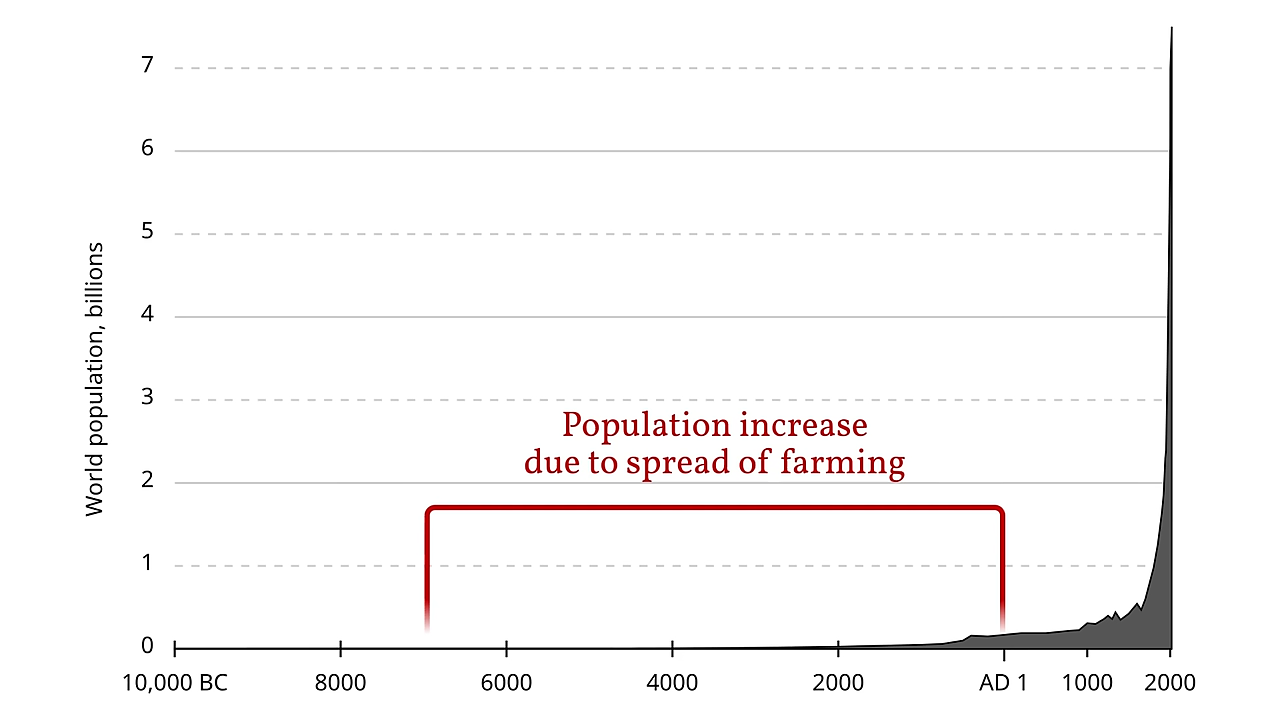 7
6
5
4
3
2
1
0
World population, billions
Population increase
due to spread of farming
10,000 BC
8000
6000
4000
2000
AD 1
1000
2000